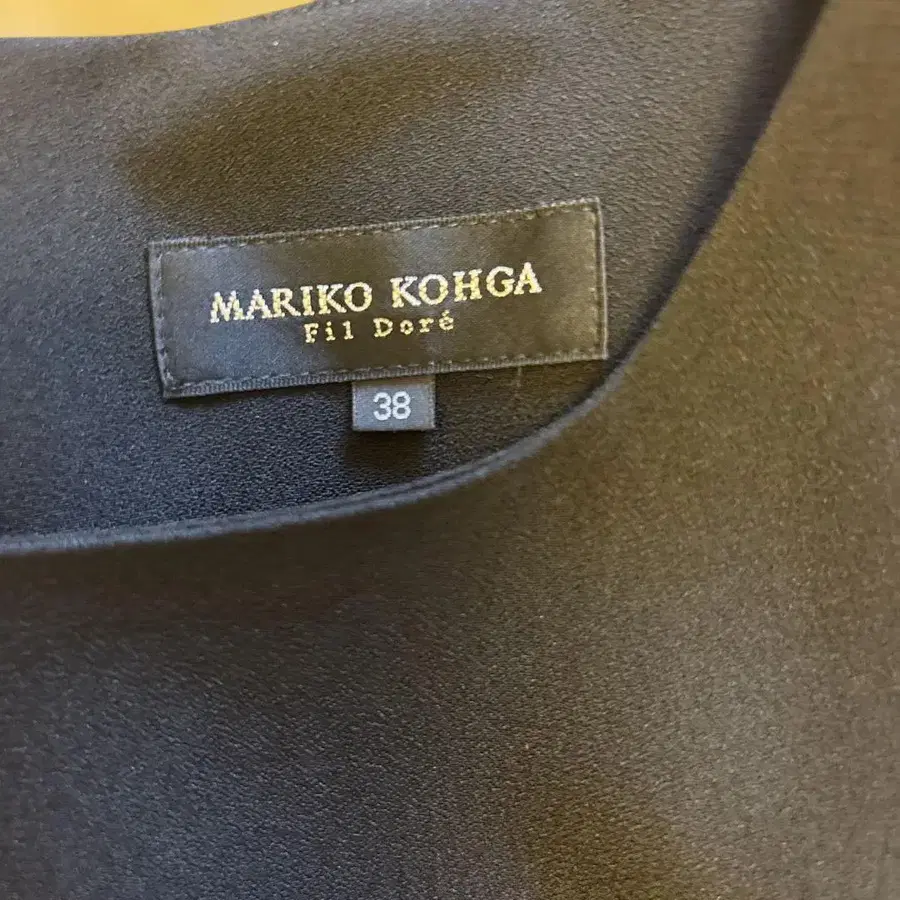 MARIKO KOHGA
Fil Doré
38